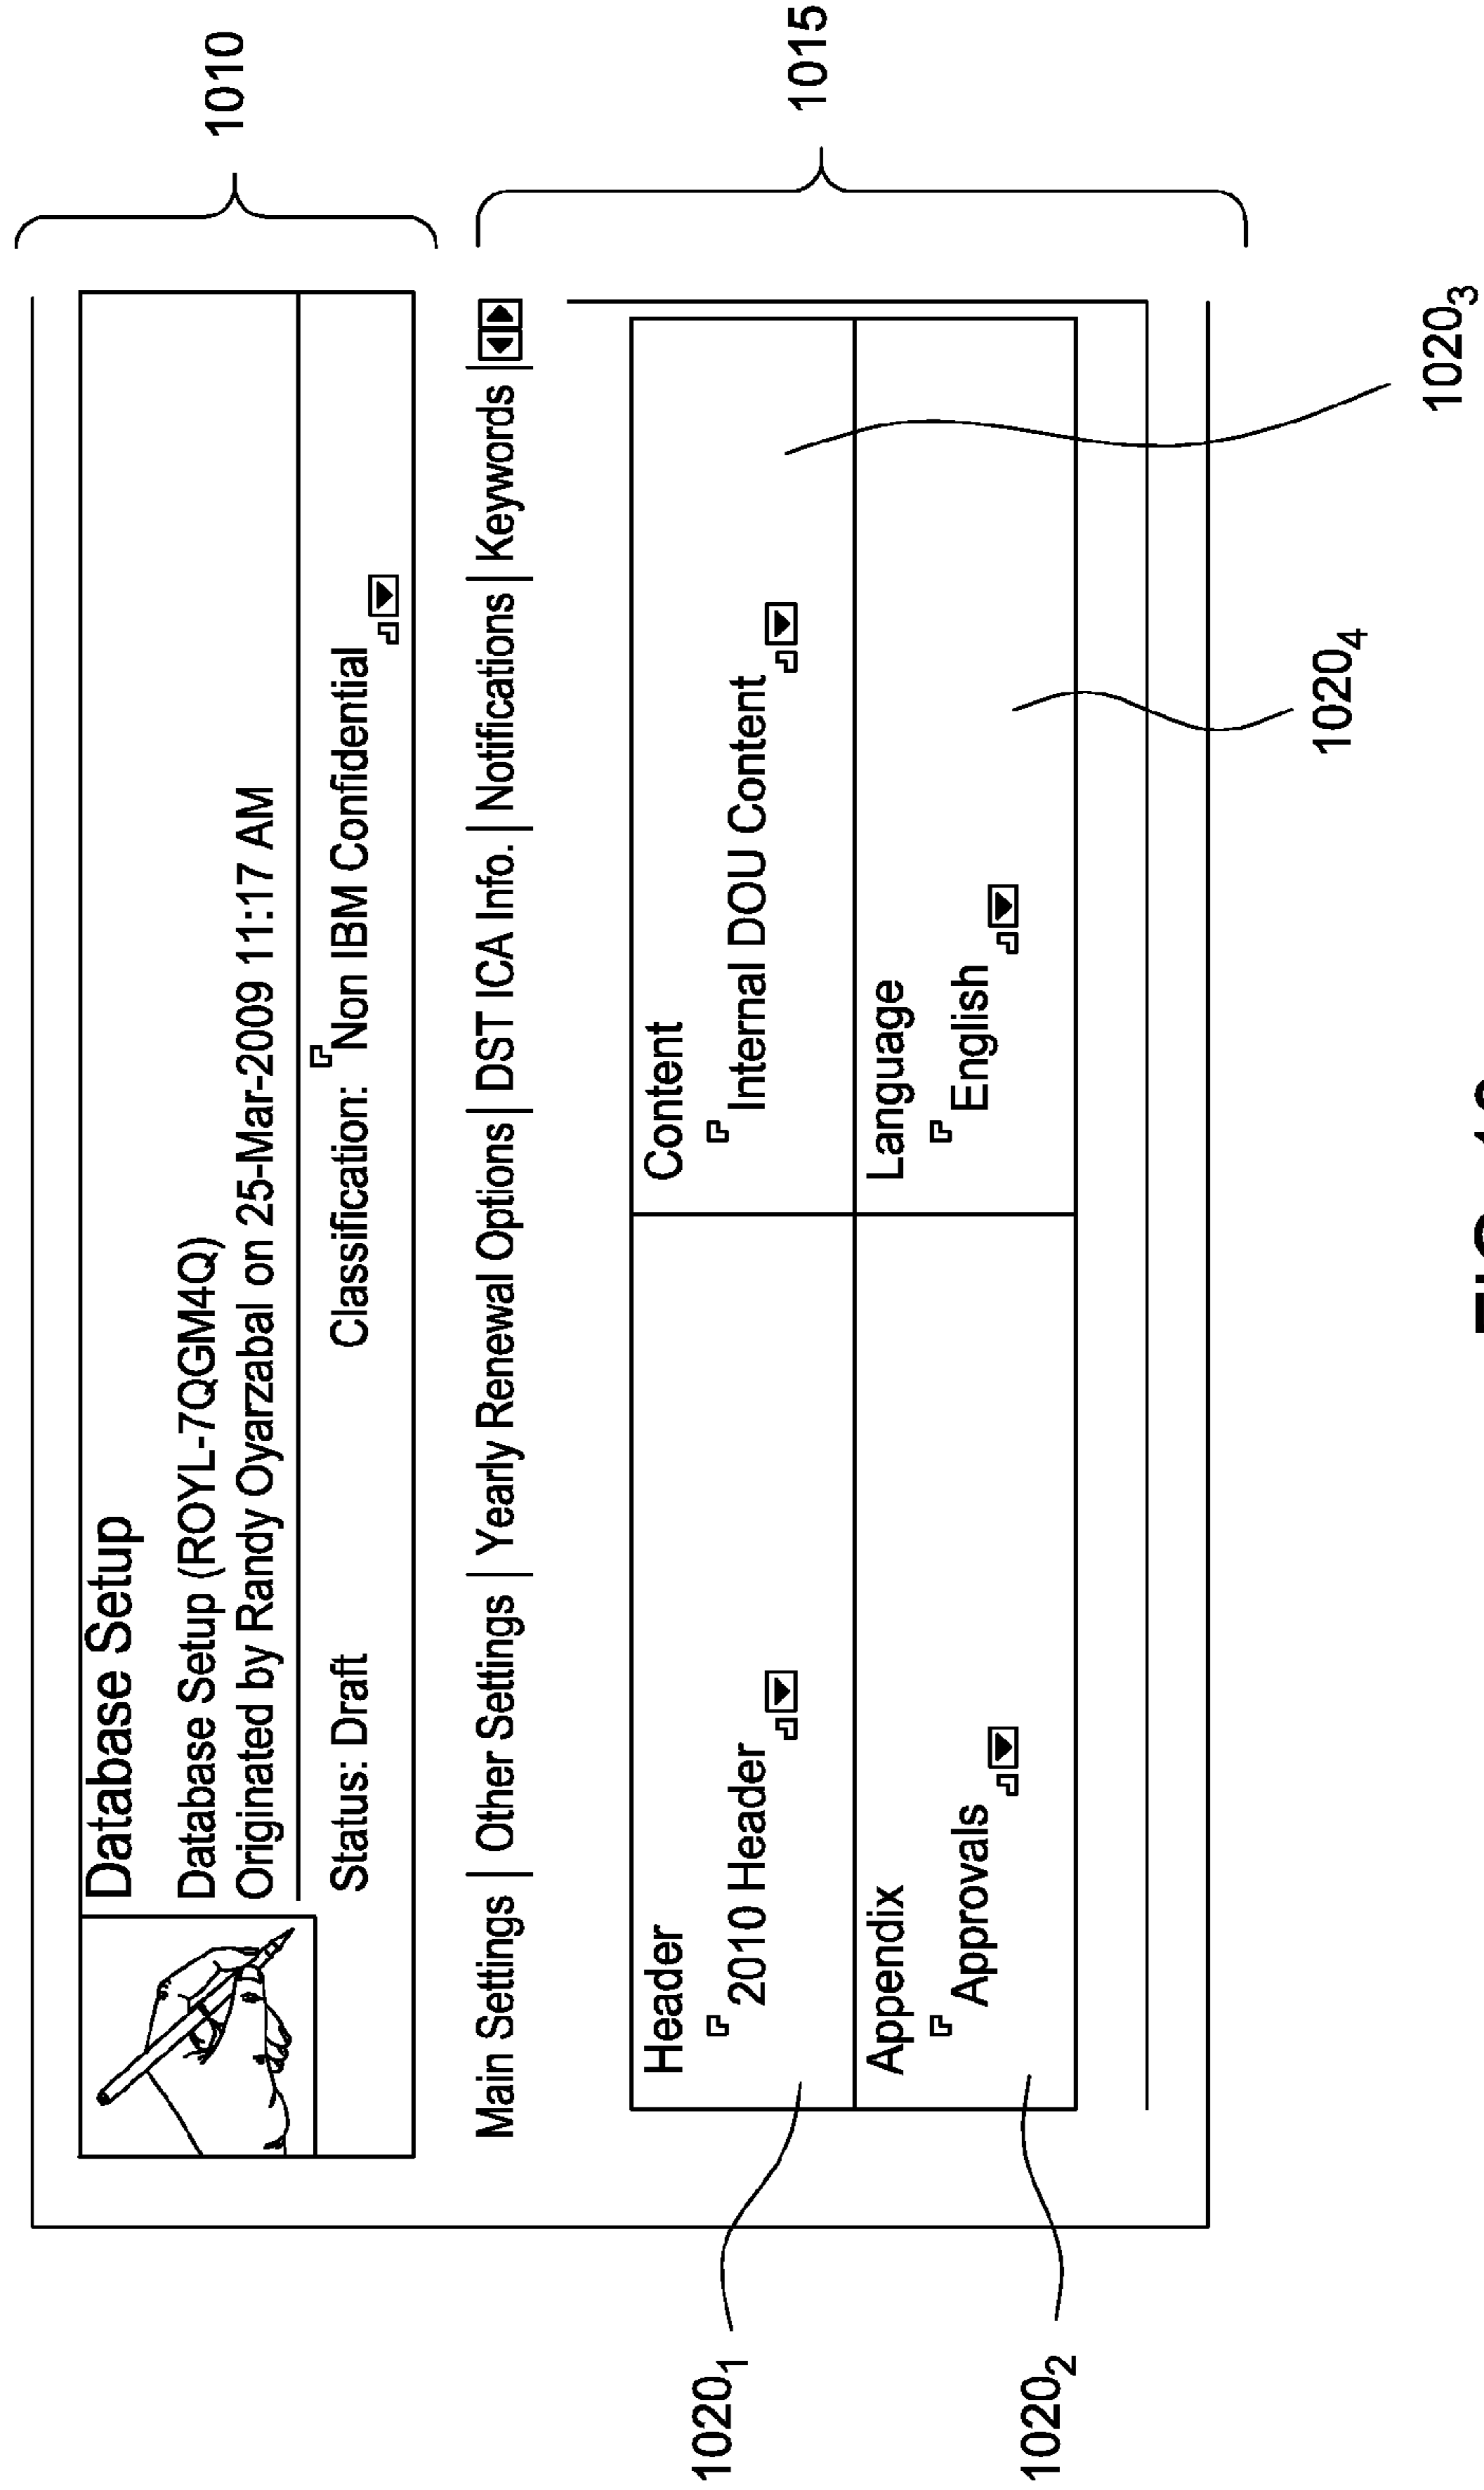 Database Setup
Database Setup (ROYL-7QGM4Q)
Originated by Randy Oyarzabal on 25-Mar-2009 11:17 AM
Status: Draft Classification: Non IBM Confidential
1010
Main Settings | Other Settings | Yearly Renewal Options | DST ICA Info. | Notifications | Keywords |
1015
Header
2010 Header
Content
Internal DOU Content
Appendix
Approvals
Language
English
1020₁
1020₂
1020₄
1020₃